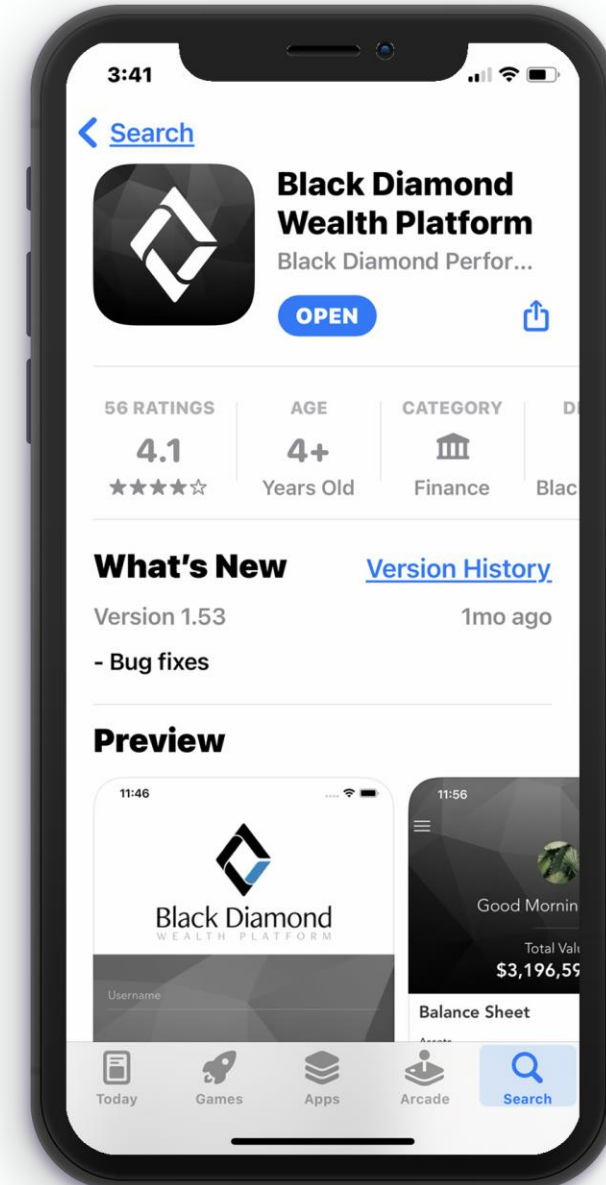 3:41
Search
Black Diamond
Wealth Platform
Black Diamond Perfor...
OPEN
56 RATINGS
AGE
CATEGORY
4.1
4+
★★★★☆
Years Old
Finance
Blac
What's New
Version History
Version 1.53
1mo ago
- Bug fixes
Preview
11:46
Black Diamond
WEALTH PLATFORM
Username
11:56
Good Mornin
Total Valu
$3,196,59
Balance Sheet
Today
Games
Apps
Arcade
Search